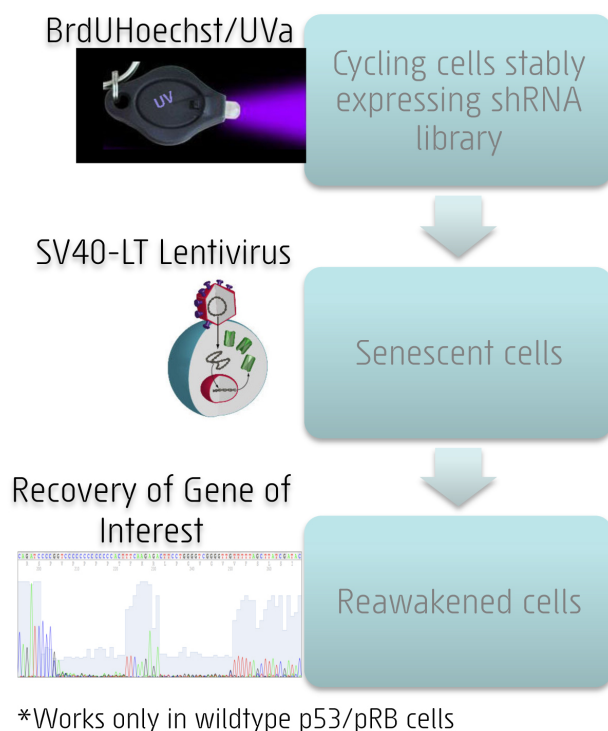 BrdUHoechst/UVa
UV
Cycling cells stably
expressing shRNA
library
SV40-LT Lentivirus
Senescent cells
Recovery of Gene of
Interest
Reawakened cells
*Works only in wildtype p53/pRB cells